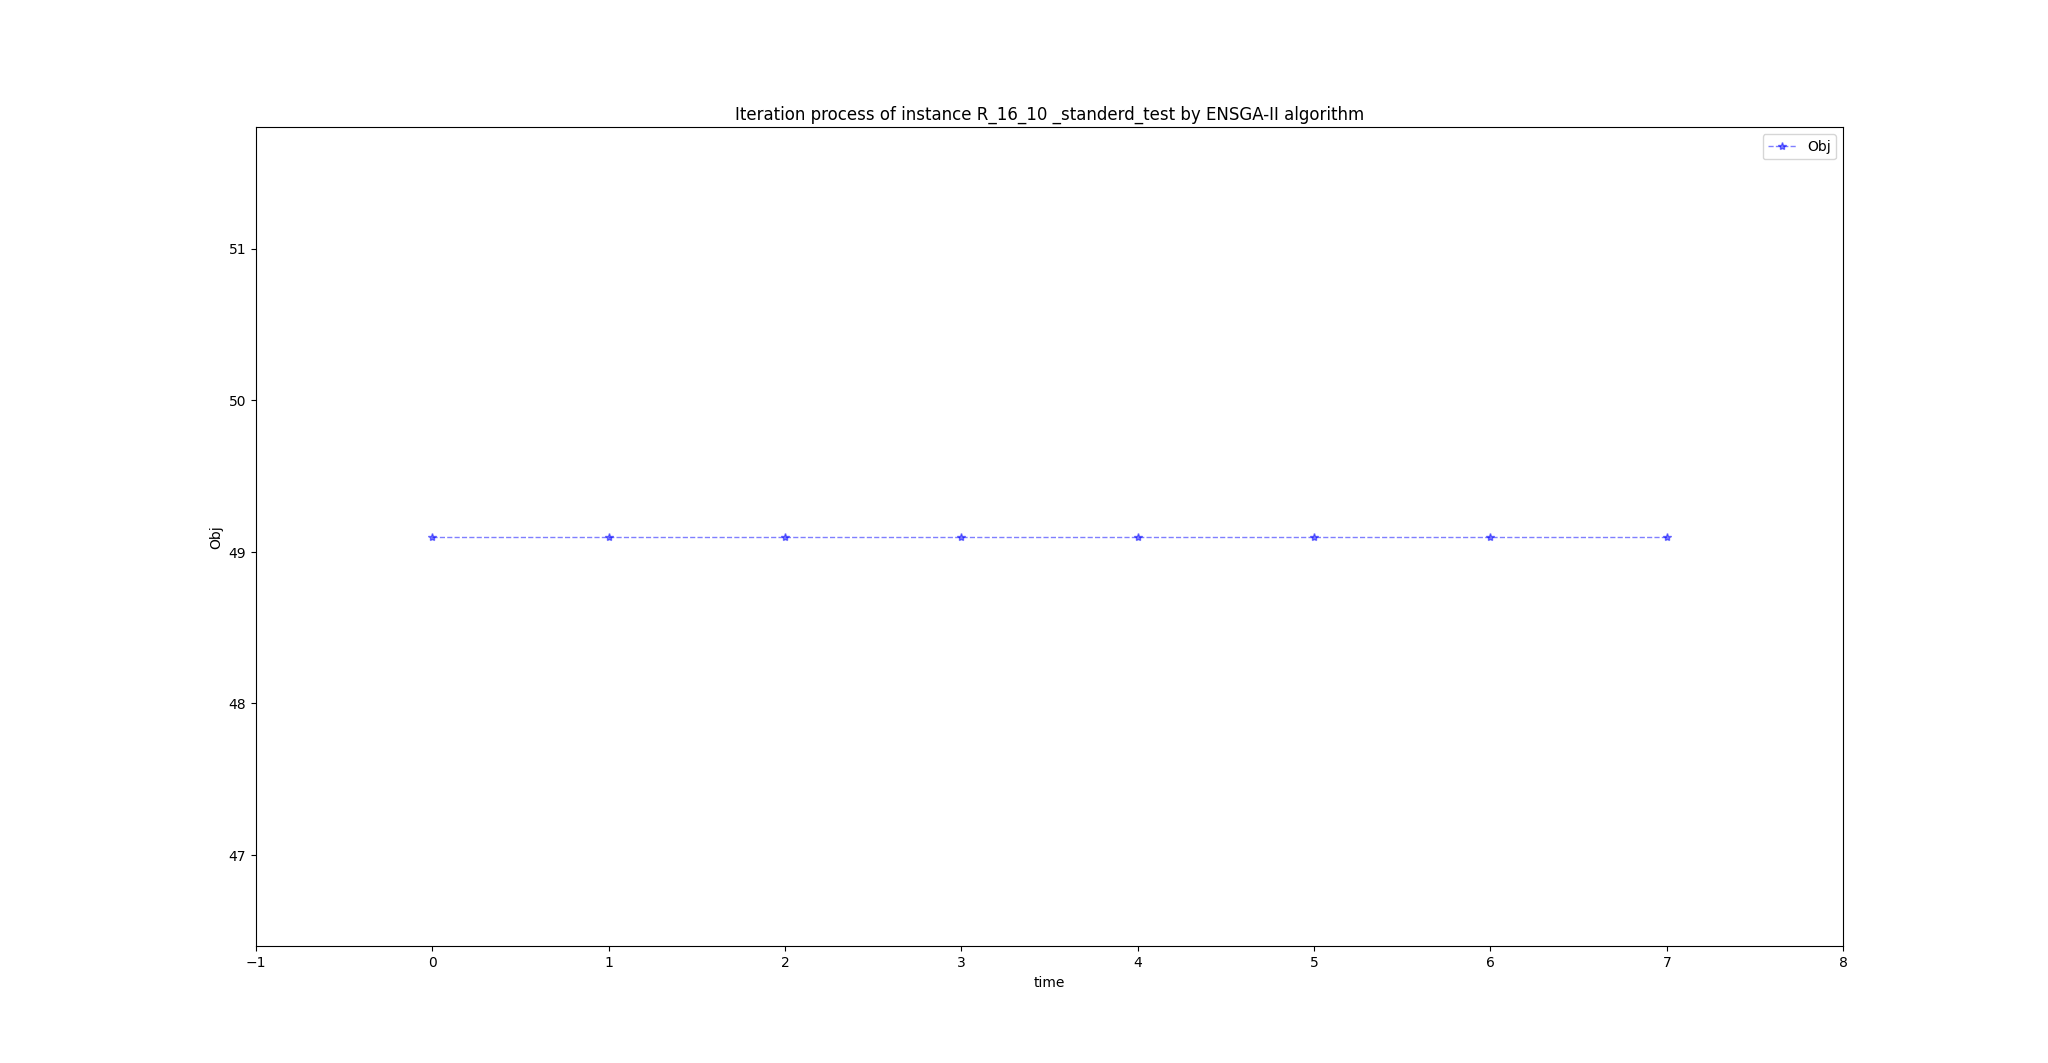 Iteration process of instance R_16_10 _standerd_test by ENSGA-II algorithm
Obj
51
50
49
48
47
Obj
−1 0 1 2 3 4 5 6 7 8
time